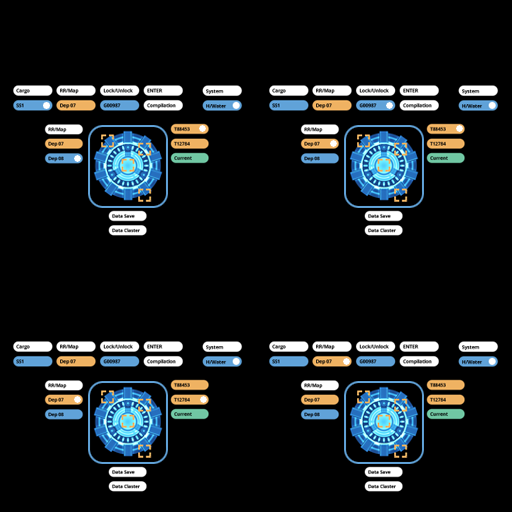 Cargo RR/Map Lock/Unlock ENTER System
551 Dep 07 G00987 Compilation H/Water
RR/Map T88453
Dep 07 T12784
Dep 08 Current
Data Save
Data Claster
Cargo RR/Map Lock/Unlock ENTER System
551 Dep 07 G00987 Compilation H/Water
RR/Map T88453
Dep 07 T12784
Dep 08 Current
Data Save
Data Claster
Cargo RR/Map Lock/Unlock ENTER System
551 Dep 07 G00987 Compilation H/Water
RR/Map T88453
Dep 07 T12784
Dep 08 Current
Data Save
Data Claster
Cargo RR/Map Lock/Unlock ENTER System
551 Dep 07 G00987 Compilation H/Water
RR/Map T88453
Dep 07 T12784
Dep 08 Current
Data Save
Data Claster